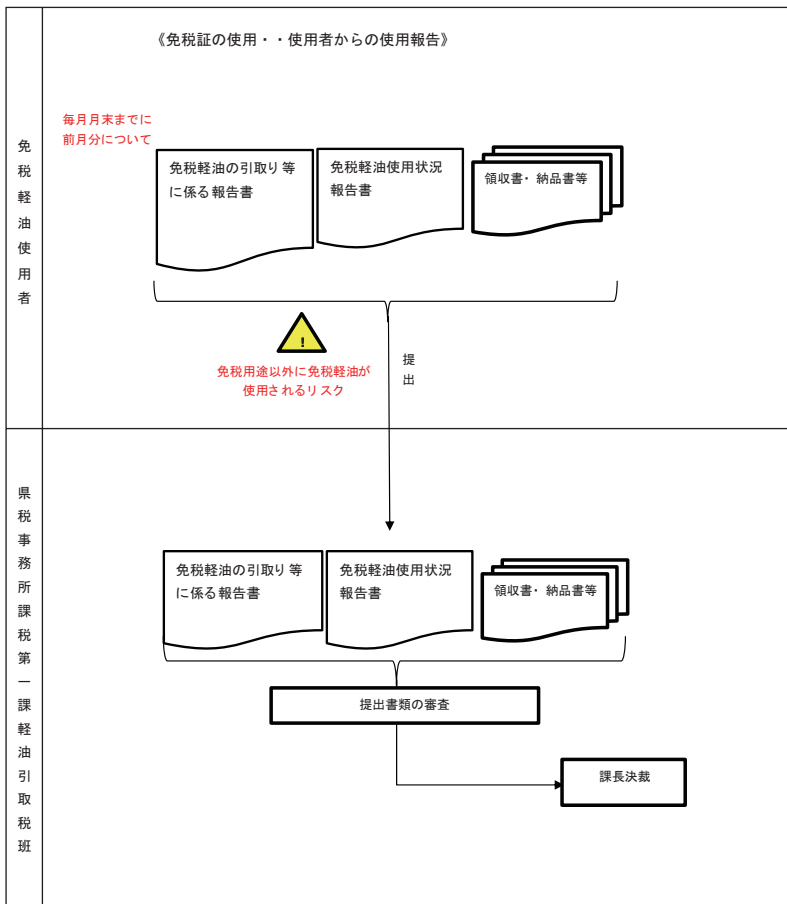 《免税証の使用・・使用者からの使用報告》
毎月月末までに
前月分について
免税軽油使用者
免税軽油の引取り等
に係る報告書
免税軽油使用状況
報告書
領収書・納品書等
!
免税用途以外に免税軽油が
使用されるリスク
提出
県税事務所課税第一課軽油引取税班
免税軽油の引取り等
に係る報告書
免税軽油使用状況
報告書
領収書・納品書等
提出書類の審査
課長決裁